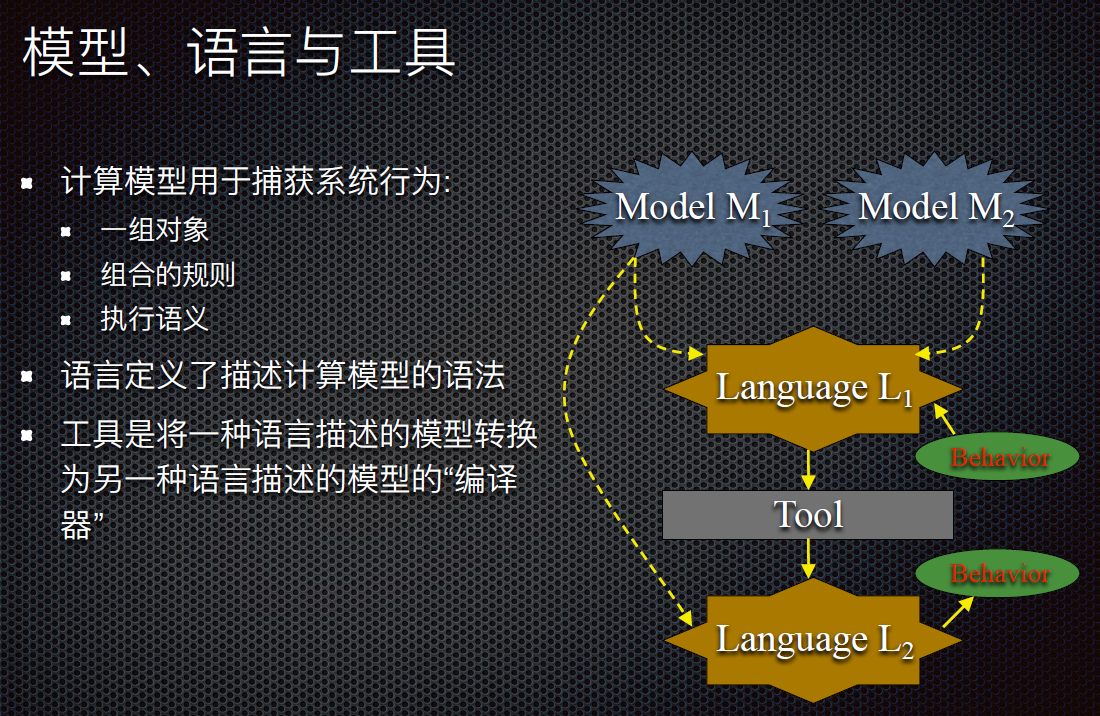 模型、语言与工具
计算模型用于捕获系统行为:
一组对象
组合的规则
执行语义
语言定义了描述计算模型的语法
工具是将一种语言描述的模型转换
为另一种语言描述的模型的“编译
器”
Model M1
Model M2
Language L1
Behavior
Tool
Behavior
Language L2